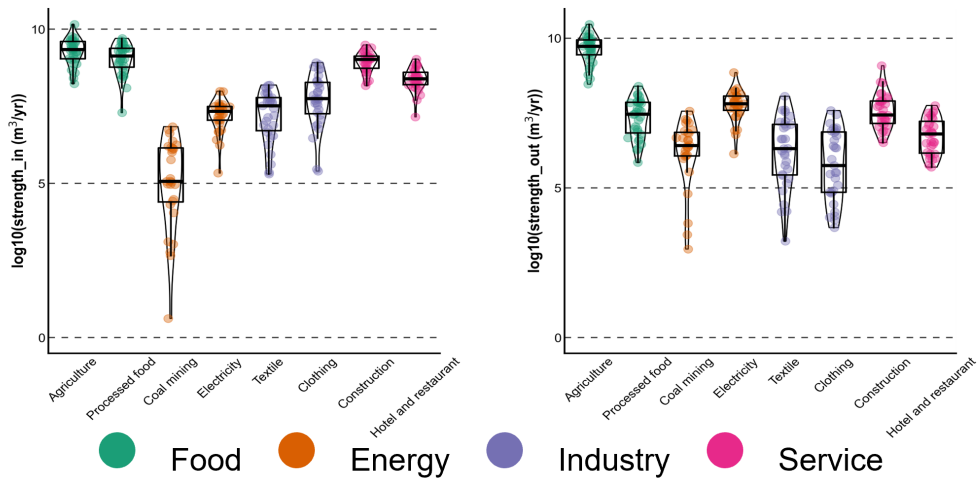 log10(strength_in (m³/yr))
10
5
0
Agriculture
Processed food
Coal mining
Electricity
Textile
Clothing
Construction
Hotel and restaurant
log10(strength_out (m³/yr))
10
5
0
Agriculture
Processed food
Coal mining
Electricity
Textile
Clothing
Construction
Hotel and restaurant
Food Energy Industry Service